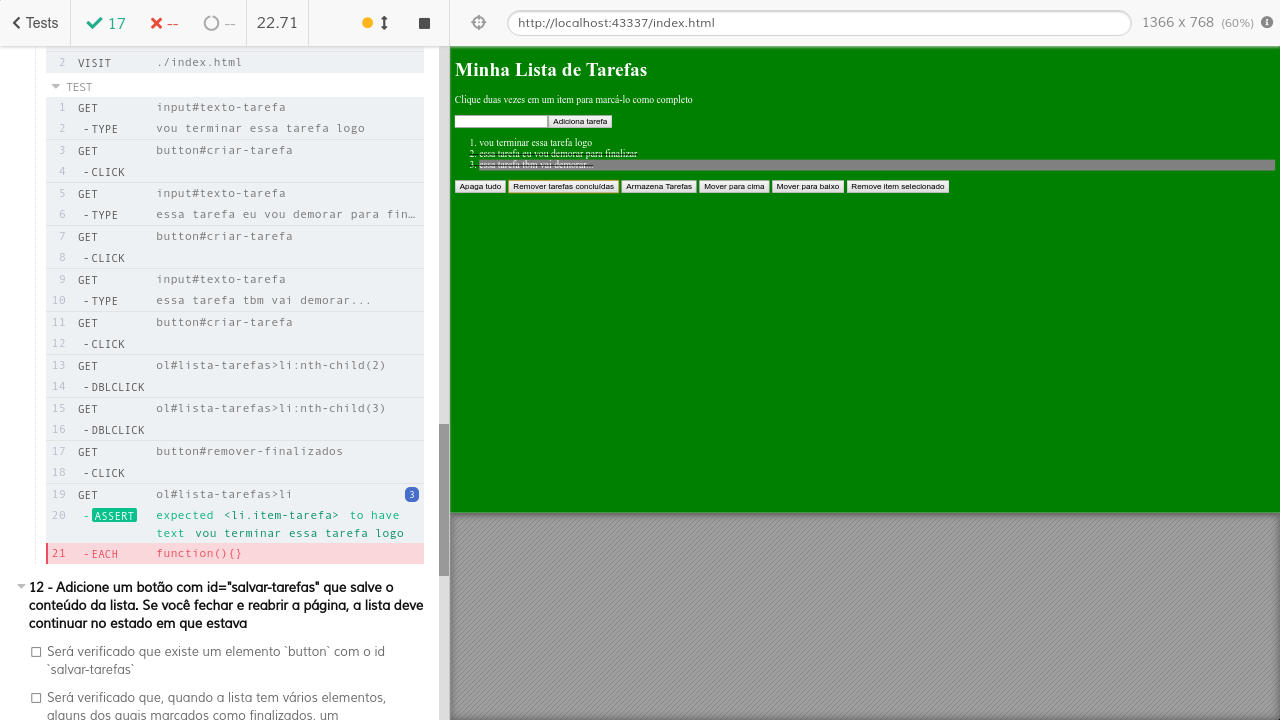 Tests
17
--
--
22.71
http://localhost:43337/index.html
1366 x 768 (60%)
2 VISIT ./index.html
TEST
1 GET input#texto-tarefa
2 -TYPE vou terminar essa tarefa logo
3 GET button#criar-tarefa
4 -CLICK
5 GET input#texto-tarefa
6 -TYPE essa tarefa eu vou demorar para fin…
7 GET button#criar-tarefa
8 -CLICK
9 GET input#texto-tarefa
10 -TYPE essa tarefa tbm vai demorar...
11 GET button#criar-tarefa
12 -CLICK
13 GET ol#lista-tarefas>li:nth-child(2)
14 -DBLCLICK
15 GET ol#lista-tarefas>li:nth-child(3)
16 -DBLCLICK
17 GET button#remover-finalizados
18 -CLICK
19 GET ol#lista-tarefas>li 3
20 -ASSERT expected <li.item-tarefa> to have
text vou terminar essa tarefa logo
21 -EACH function(){}
12 - Adicione um botão com id="salvar-tarefas" que salve o
conteúdo da lista. Se você fechar e reabrir a página, a lista deve
continuar no estado em que estava
Será verificado que existe um elemento `button` com o id
`salvar-tarefas`
Será verificado que, quando a lista tem vários elementos,
alguns dos quais marcados como finalizados, um
Minha Lista de Tarefas
Clique duas vezes em um item para marcá-lo como completo
Adiciona tarefa
1. vou terminar essa tarefa logo
2. essa tarefa eu vou demorar para finalizar
3. essa tarefa tbm vai demorar...
Apaga tudo Remover tarefas concluídas Armazena Tarefas Mover para cima Mover para baixo Remove item selecionado